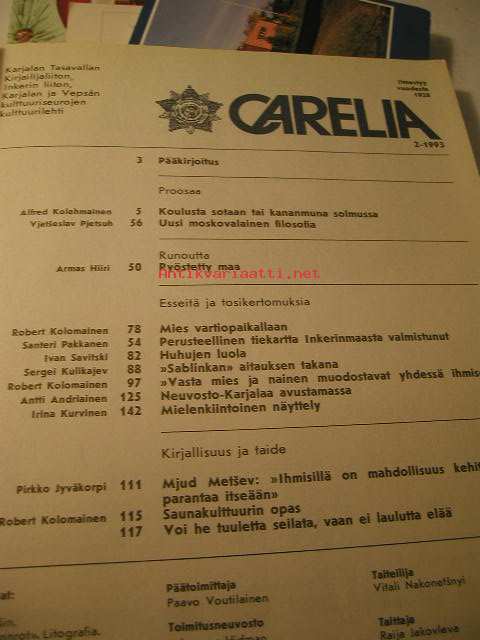 Karjalan Tasavallan
Kirjailijaliiton,
Inkerin liiton,
Karjalan ja Vepsän
kulttuuriseurojen
kulttuurilehti
CARELIA
Ilmestyy
vuodesta
1928
2-1993
3 Pääkirjoitus
Proosaa
Alfred Kolehmainen 5 Koulusta sotaan tai kananmuna solmussa
Vjatšeslav Pjetsuh 56 Uusi moskovalainen filosofia
Runoutta
Armas Hiiri 50 Ryöstetty maa
Antikvariaatti.net
Esseitä ja tosikertomuksia
Robert Kolomainen 78 Mies vartiopaikallaan
Santeri Pakkanen 54 Perusteellinen tiekartta Inkerinmaasta valmistunut
Ivan Savitski 82 Huhujen luola
Sergei Kulikajev 88 »Sablinkan» aitauksen takana
Robert Kolomainen 97 »Vasta mies ja nainen muodostavat yhdessä ihmise
Antti Andriainen 125 Neuvosto-Karjalaa avustamassa
Irina Kurvinen 142 Mielenkiintoinen näyttely
Kirjallisuus ja taide
Pirkko Jyväkorpi 111 Mjud Metšev: »Ihmisillä on mahdollisuus kehit
parantaa itseään»
Robert Kolomainen 115 Saunakulttuurin opas
117 Voi he tuuletta seilata, vaan ei laulutta elää
Päätoimittaja
Paavo Voutilainen
Toimitusneuvosto
Taiteilija
Vitali Nakonetšnyi
Taittaja
Raija Jakovleva
Litografia.